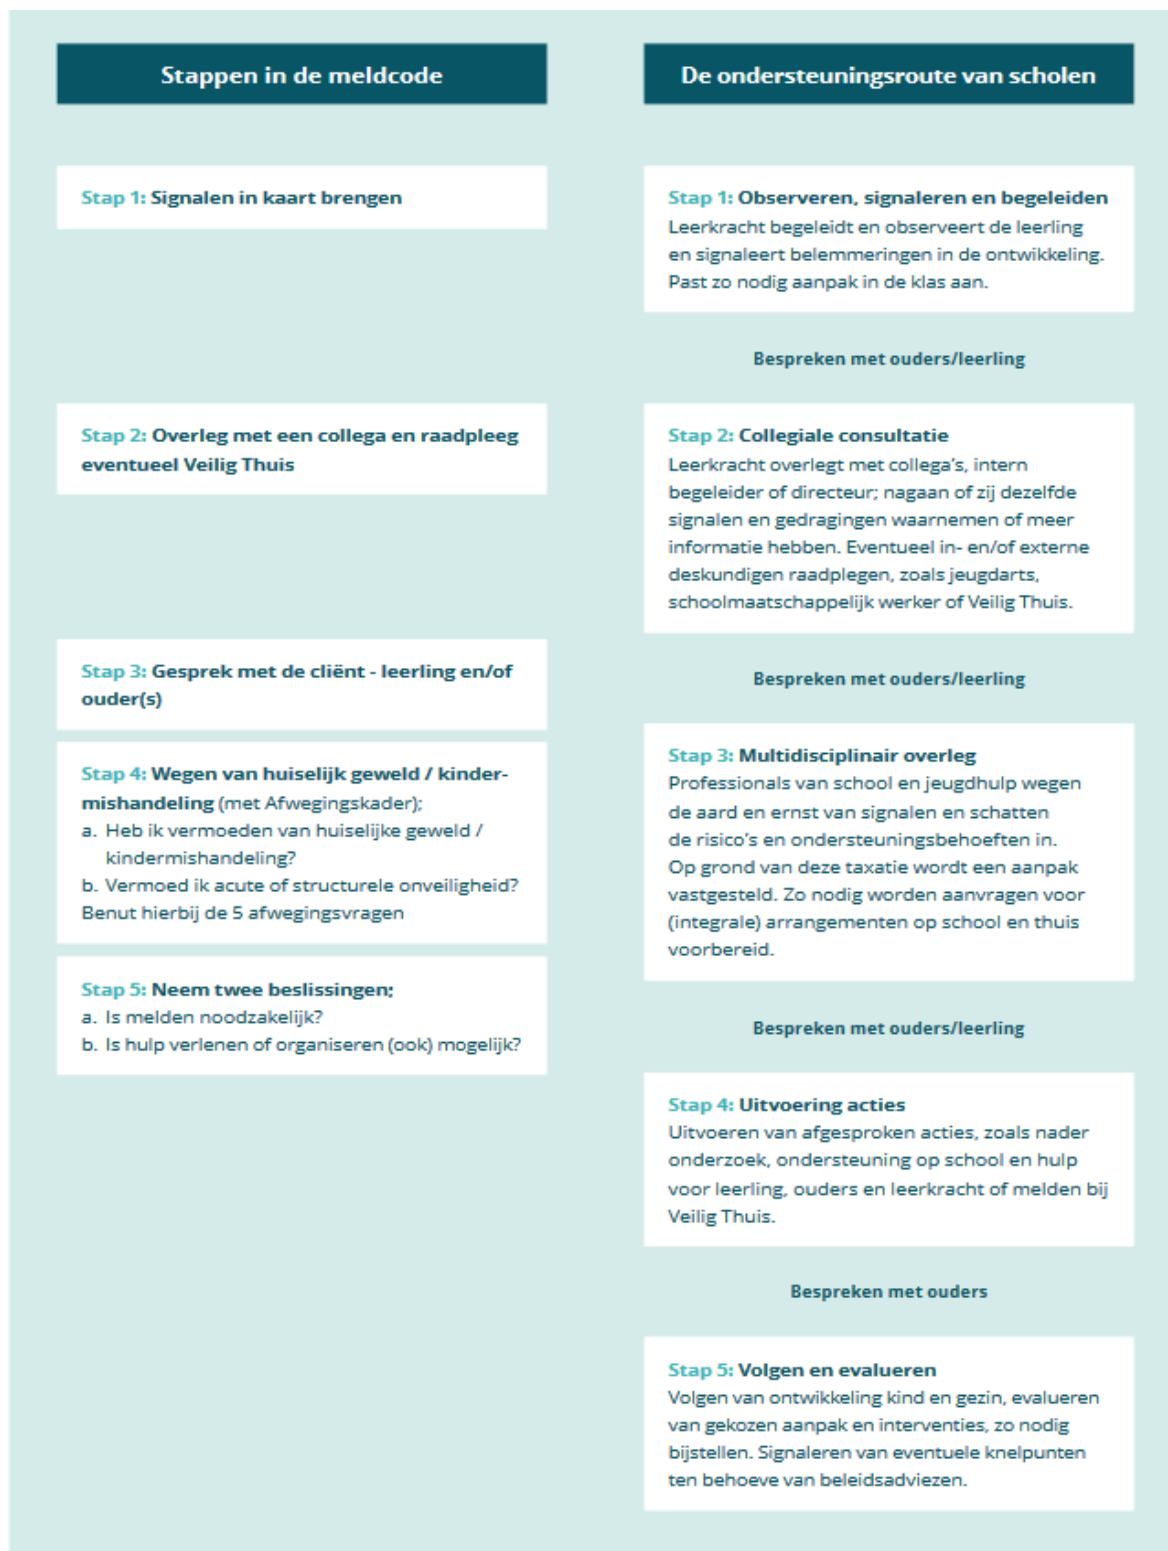 Stappen in de meldcode
Stap 1: Signalen in kaart brengen
Stap 2: Overleg met een collega en raadpleeg
eventueel Veilig Thuis
Stap 3: Gesprek met de cliënt - leerling en/of
ouder(s)
Stap 4: Wegen van huiselijk geweld / kinder-
mishandeling (met Afwegingskader);
a. Heb ik vermoeden van huiselijke geweld /
kindermishandeling?
b. Vermoed ik acute of structurele onveiligheid?
Benut hierbij de 5 afwegingsvragen
Stap 5: Neem twee beslissingen;
a. Is melden noodzakelijk?
b. Is hulp verlenen of organiseren (ook) mogelijk?
De ondersteuningsroute van scholen
Stap 1: Observeren, signaleren en begeleiden
Leerkracht begeleidt en observeert de leerling
en signaleert belemmeringen in de ontwikkeling.
Past zo nodig aanpak in de klas aan.
Bespreken met ouders/leerling
Stap 2: Collegiale consultatie
Leerkracht overlegt met collega's, intern
begeleider of directeur; nagaan of zij dezelfde
signalen en gedragingen waarnemen of meer
informatie hebben. Eventueel in- en/of externe
deskundigen raadplegen, zoals jeugdarts,
schoolmaatschappelijk werker of Veilig Thuis.
Bespreken met ouders/leerling
Stap 3: Multidisciplinair overleg
Professionals van school en jeugdhulp wegen
de aard en ernst van signalen en schatten
de risico's en ondersteuningsbehoeften in.
Op grond van deze taxatie wordt een aanpak
vastgesteld. Zo nodig worden aanvragen voor
(integrale) arrangementen op school en thuis
voorbereid.
Bespreken met ouders/leerling
Stap 4: Uitvoering acties
Uitvoeren van afgesproken acties, zoals nader
onderzoek, ondersteuning op school en hulp
voor leerling, ouders en leerkracht of melden bij
Veilig Thuis.
Bespreken met ouders
Stap 5: Volgen en evalueren
Volgen van ontwikkeling kind en gezin, evalueren
van gekozen aanpak en interventies, zo nodig
bijstellen. Signaleren van eventuele knelpunten
ten behoeve van beleidsadviezen.